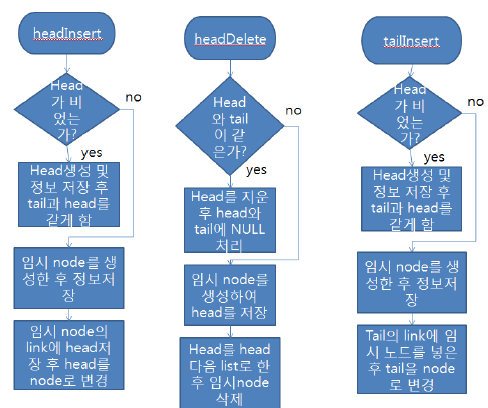 headInsert
Head
가 비
었는
가?
no
yes
Head생성 및
정보 저장 후
tail과 head를
같게 함
임시 node를 생
성한 후 정보저
장
임시 node의
link에 head저
장 후 head를
node로 변경
headDelete
Head
와 tail
이 같
은가?
no
yes
Head를 지운
후 head와
tail에 NULL
처리
임시 node를
생성하여
head를 저장
Head를 head
다음 list로 한
후 임시node
삭제
tailInsert
Head
가 비
었는
가?
no
yes
Head생성 및
정보 저장 후
tail과 head를
같게 함
임시 node를 생
성한 후 정보저
장
Tail의 link에 임
시 노드를 넣은
후 tail을 node
로 변경